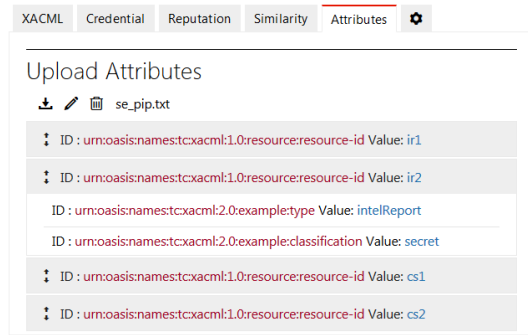 XACML Credential Reputation Similarity Attributes
Upload Attributes
se_pip.txt
ID : urn:oasis:names:tc:xacml:1.0:resource:resource-id Value: ir1
ID : urn:oasis:names:tc:xacml:1.0:resource:resource-id Value: ir2
ID : urn:oasis:names:tc:xacml:2.0:example:type Value: intelReport
ID : urn:oasis:names:tc:xacml:2.0:example:classification Value: secret
ID : urn:oasis:names:tc:xacml:1.0:resource:resource-id Value: cs1
ID : urn:oasis:names:tc:xacml:1.0:resource:resource-id Value: cs2